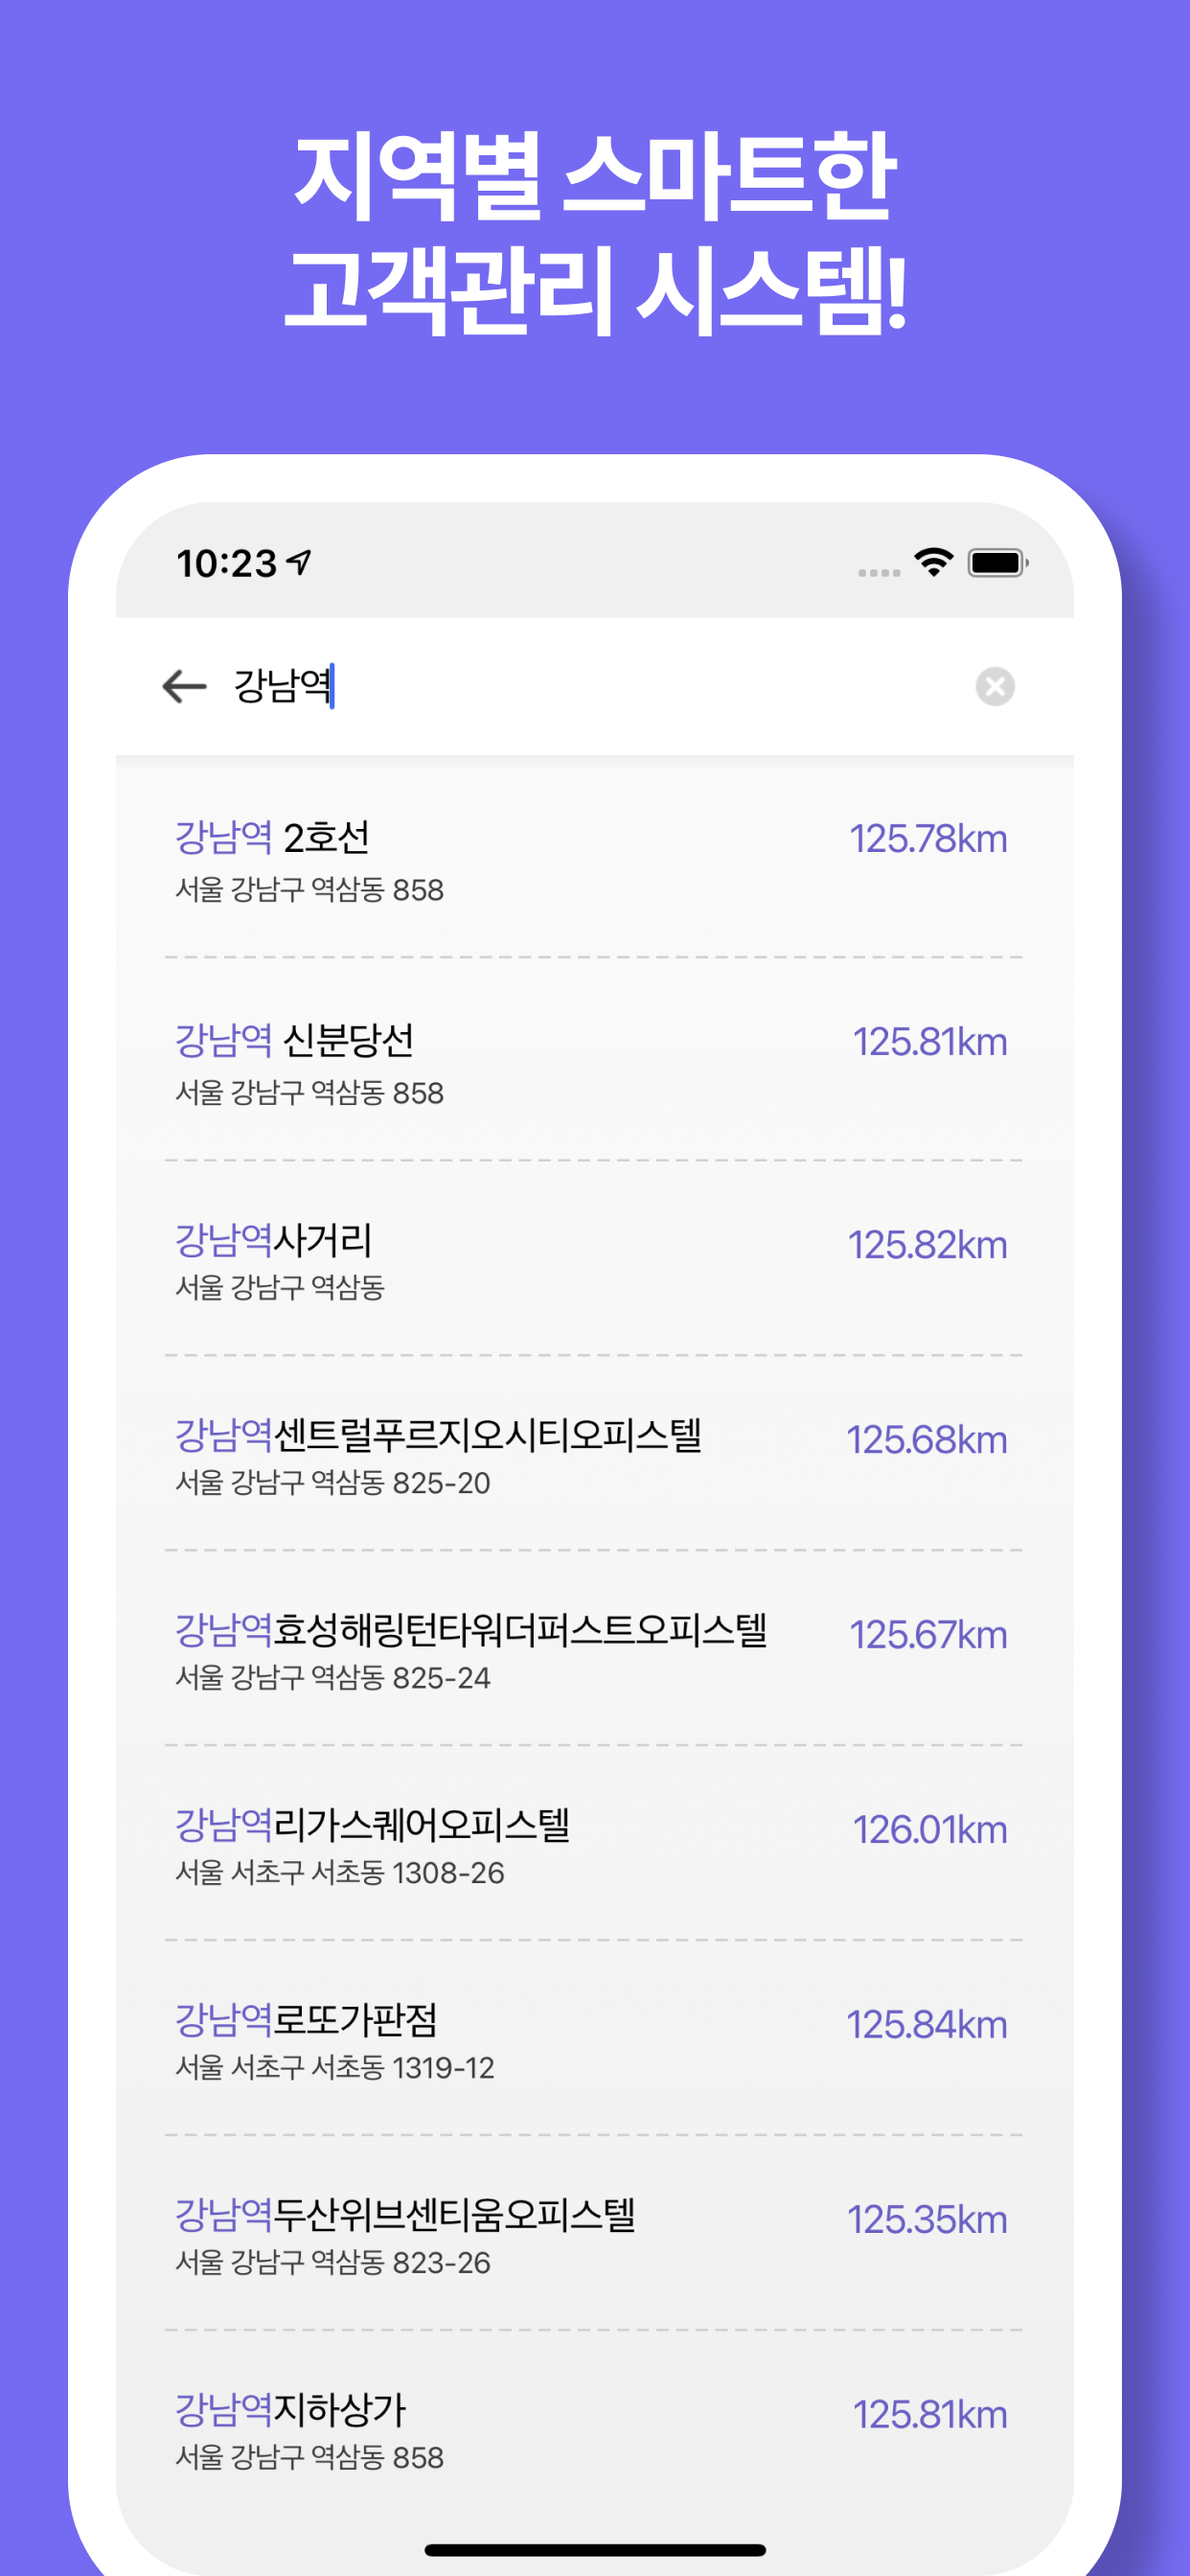 지역별 스마트한
고객관리 시스템!
10:23
강남역
강남역 2호선
125.78km
서울 강남구 역삼동 858
강남역 신분당선
125.81km
서울 강남구 역삼동 858
강남역사거리
125.82km
서울 강남구 역삼동
강남역센트럴푸르지오시티오피스텔
125.68km
서울 강남구 역삼동 825-20
강남역효성해링턴타워더퍼스트오피스텔
125.67km
서울 강남구 역삼동 825-24
강남역리가스퀘어오피스텔
126.01km
서울 서초구 서초동 1308-26
강남역로또가판점
125.84km
서울 서초구 서초동 1319-12
강남역두산위브센티움오피스텔
125.35km
서울 강남구 역삼동 823-26
강남역지하상가
125.81km
서울 강남구 역삼동 858